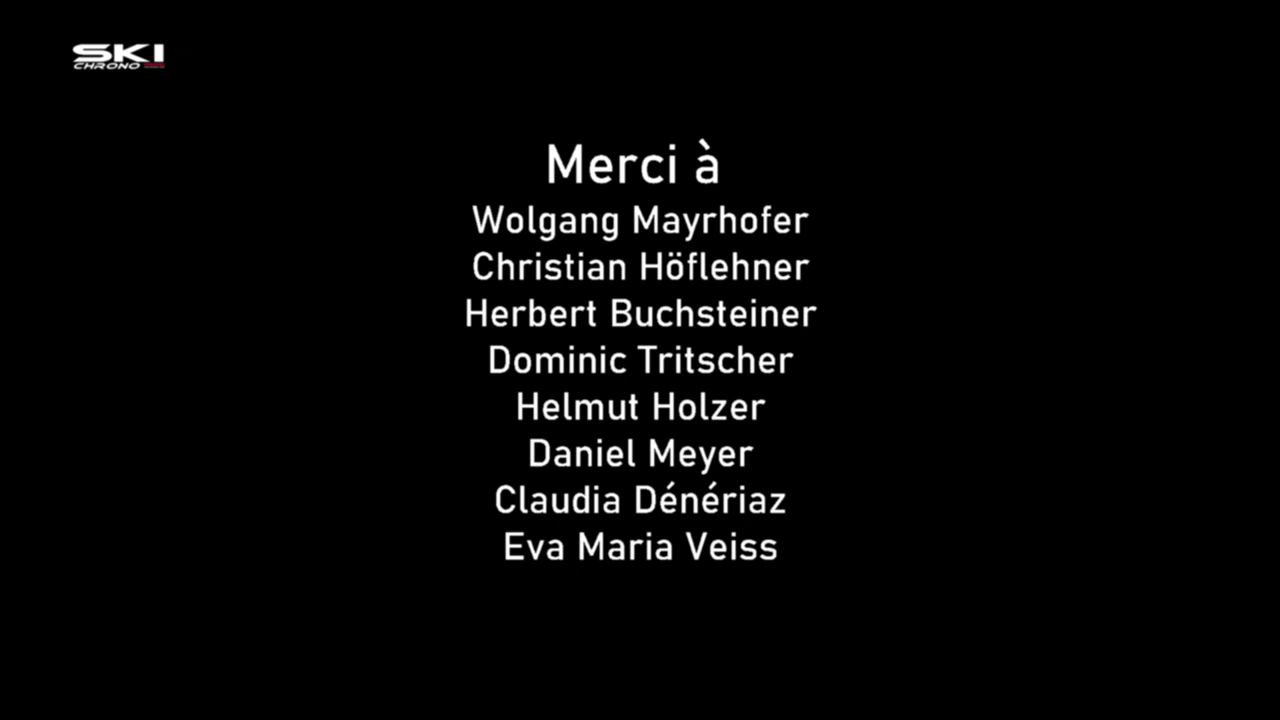 SKI
CHRONO
Merci à
Wolgang Mayrhofer
Christian Höflehner
Herbert Buchsteiner
Dominic Tritscher
Helmut Holzer
Daniel Meyer
Claudia Dénériaz
Eva Maria Veiss